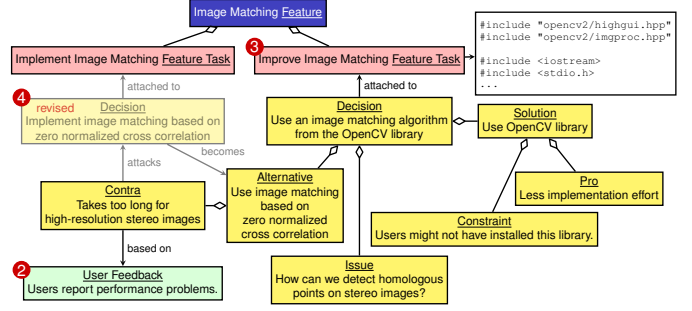 Image Matching Feature
Implement Image Matching Feature Task
3
Improve Image Matching Feature Task
#include "opencv2/highgui.hpp"
#include "opencv2/imgproc.hpp"
#include <iostream>
#include <stdio.h>
...
attached to
attached to
4
revised
Decision
Implement image matching based on
zero normalized cross correlation
Decision
Use an image matching algorithm
from the OpenCV library
Solution
Use OpenCV library
attacks
becomes
Contra
Takes too long for
high-resolution stereo images
Alternative
Use image matching
based on
zero normalized
cross correlation
Pro
Less implementation effort
Constraint
Users might not have installed this library.
based on
2
User Feedback
Users report performance problems.
Issue
How can we detect homologous
points on stereo images?